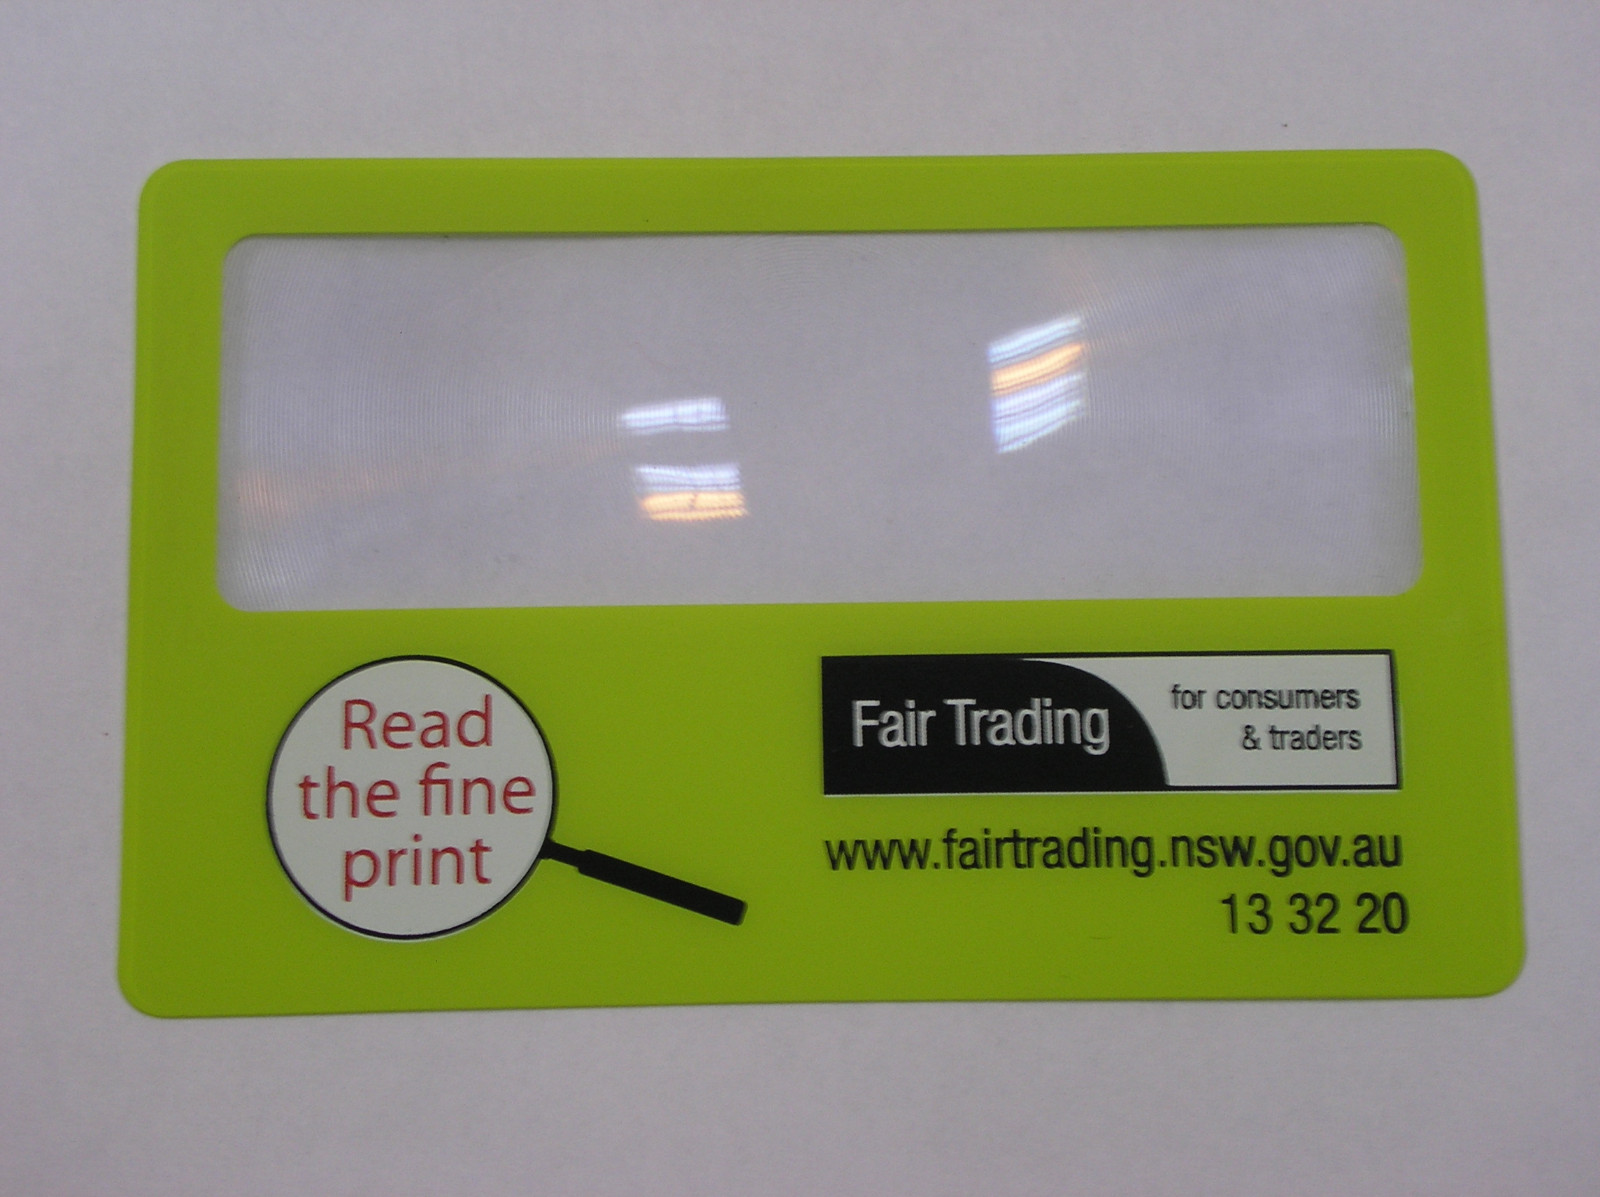 Read
the fine
print
Fair Trading
for consumers
& traders
www.fairtrading.nsw.gov.au
13 32 20